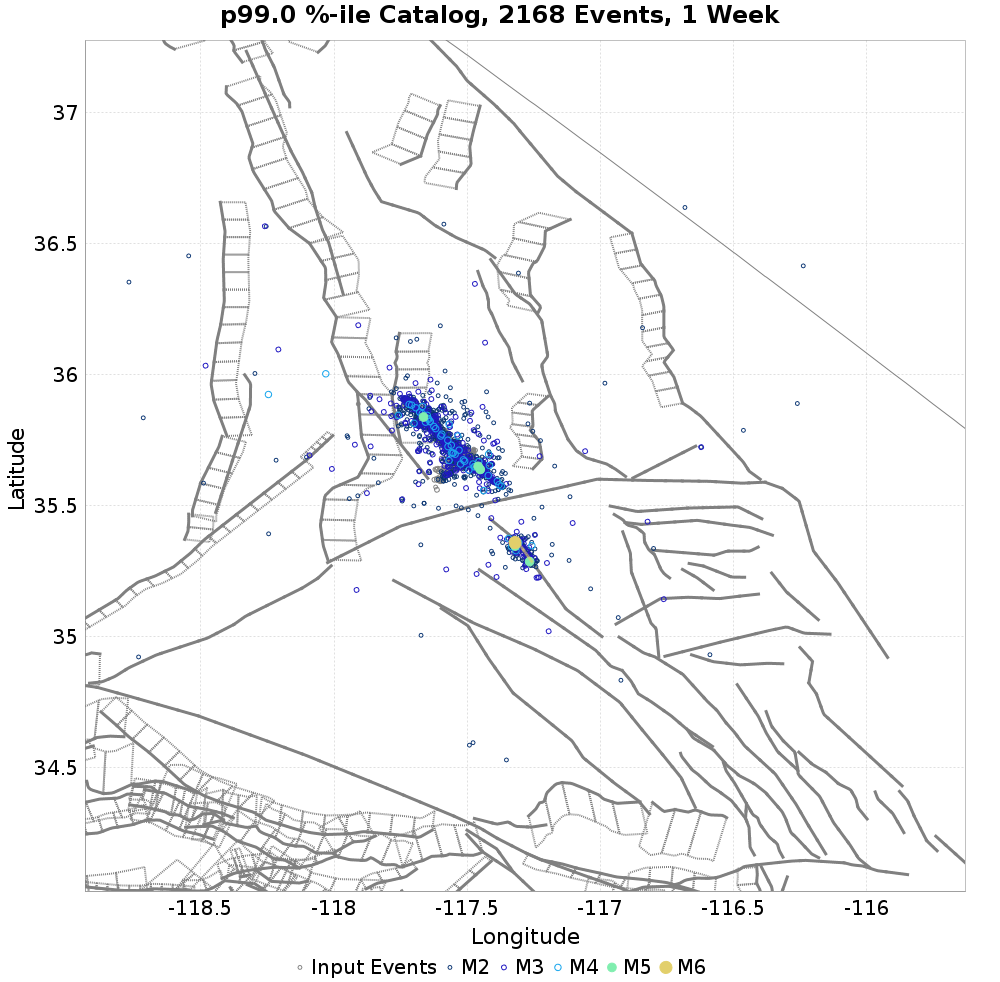 p99.0 %-ile Catalog, 2168 Events, 1 Week
Latitude
37
36.5
36
35.5
35
34.5
-118.5 -118 -117.5 -117 -116.5 -116
Longitude
Input Events M2 M3 M4 M5 M6